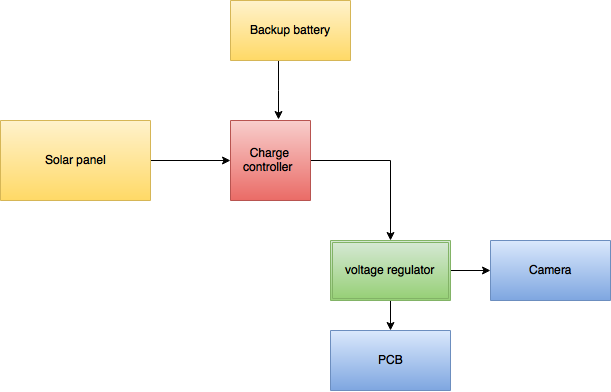 Backup battery
Solar panel
Charge
controller
voltage regulator
Camera
PCB